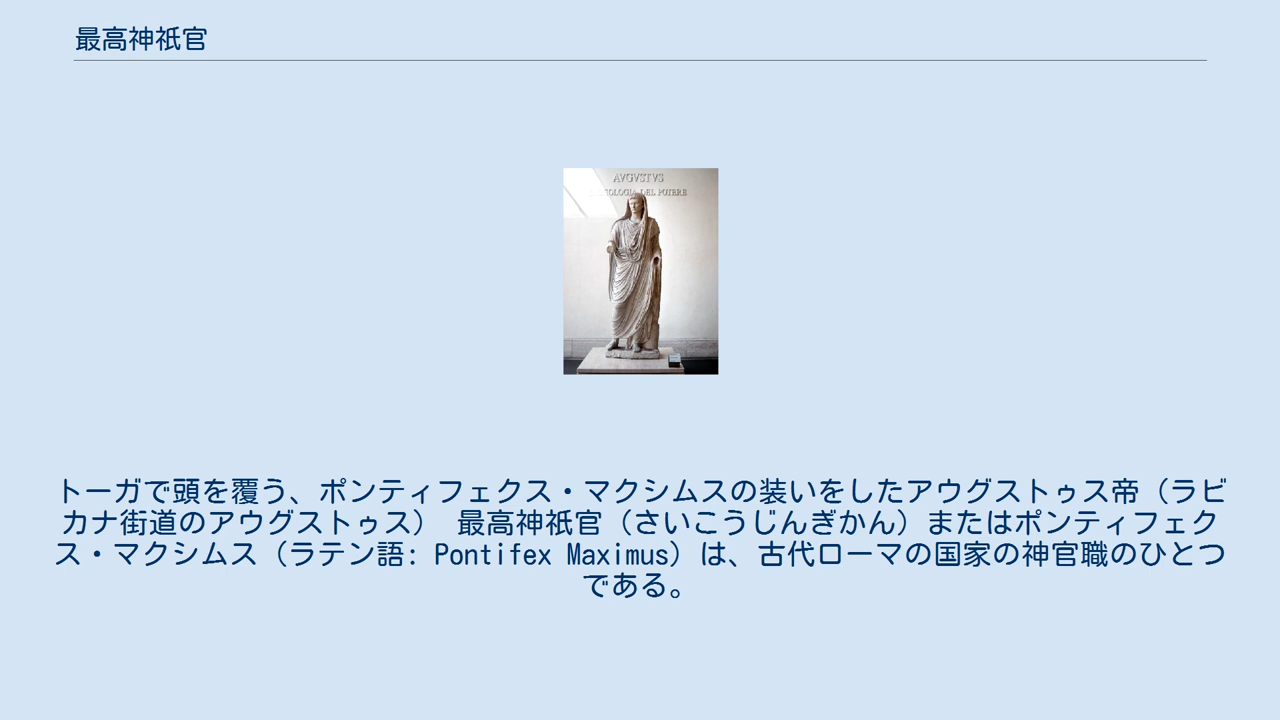 最高神祇官
AVGVSTVS
DEL POTERE
トーガで頭を覆う、ポンティフェクス・マクシムスの装いをしたアウグストゥス帝（ラビ
カナ街道のアウグストゥス） 最高神祇官（さいこうじんぎかん）またはポンティフェク
ス・マクシムス（ラテン語: Pontifex Maximus）は、古代ローマの国家の神官職のひとつ
である。